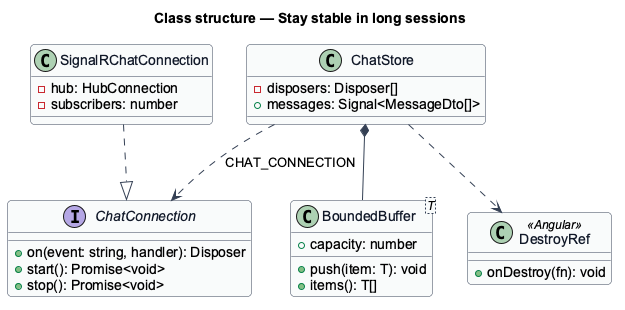 Class structure — Stay stable in long sessions
C SignalRChatConnection
hub: HubConnection
subscribers: number
C ChatStore
disposers: Disposer[]
messages: Signal<MessageDto[]>
CHAT_CONNECTION
I ChatConnection
on(event: string, handler): Disposer
start(): Promise<void>
stop(): Promise<void>
C BoundedBuffer T
capacity: number
push(item: T): void
items(): T[]
«Angular»
C DestroyRef
onDestroy(fn): void